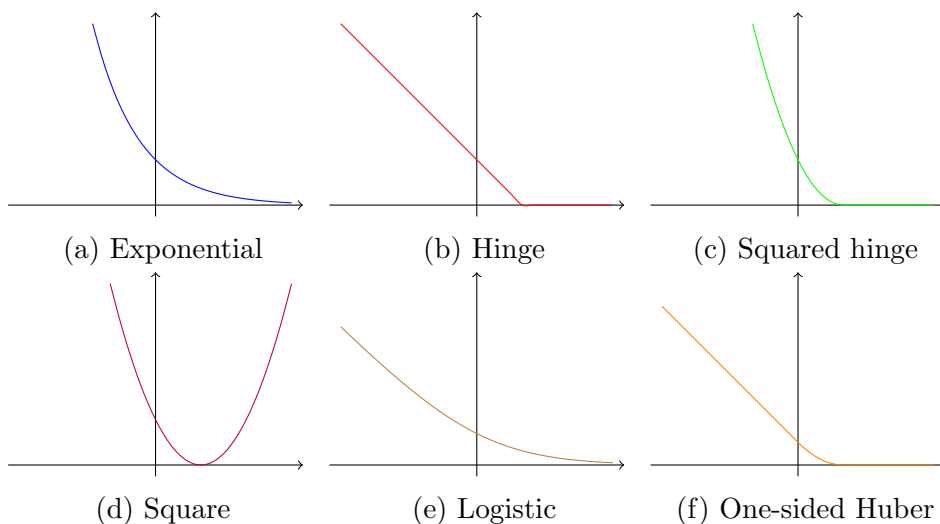 (a) Exponential
(b) Hinge
(c) Squared hinge
(d) Square
(e) Logistic
(f) One-sided Huber